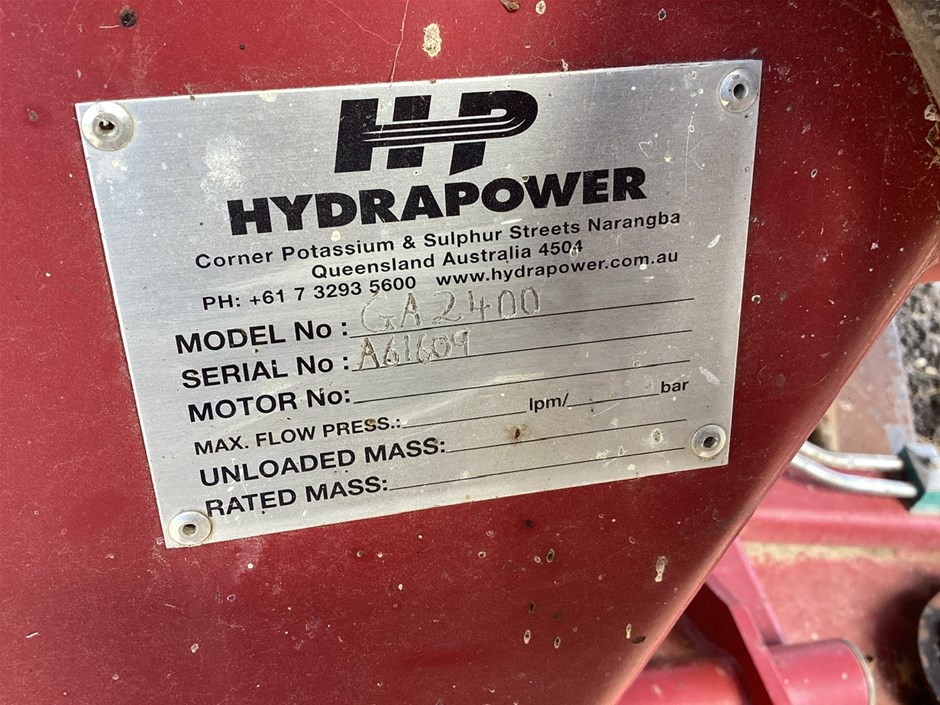 HP
HYDRAPOWER
Corner Potassium & Sulphur Streets Narangba
Queensland Australia 4504
PH: +61 7 3293 5600 www.hydrapower.com.au
MODEL No : GA2400
SERIAL No : A61609
MOTOR No:
MAX. FLOW PRESS.: lpm/ bar
UNLOADED MASS:
RATED MASS: